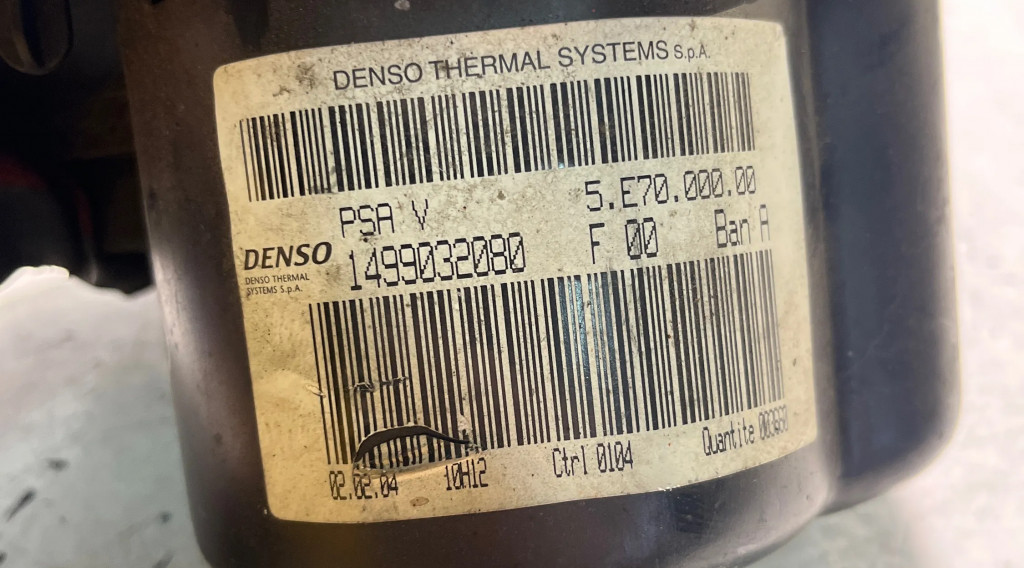 DENSO THERMAL SYSTEMS S.p.A.
PSA V 5.E70.000.00
DENSO 1499032080 F 00 Ban A
DENSO THERMAL
SYSTEMS S.p.A.
02.02.04 10H12 Ctrl 0104 Quantite